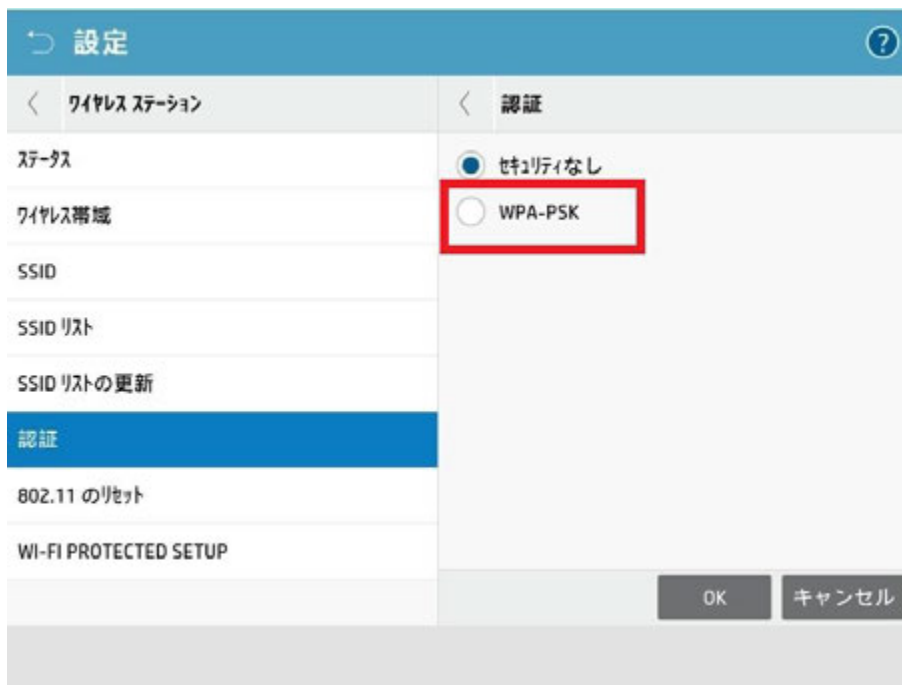 設定
?
ワイヤレス ステーション
認証
ステータス
ワイヤレス帯域
SSID
SSID リスト
SSID リストの更新
認証
802.11 のリセット
WI-FI PROTECTED SETUP
セキュリティなし
WPA-PSK
OK
キャンセル